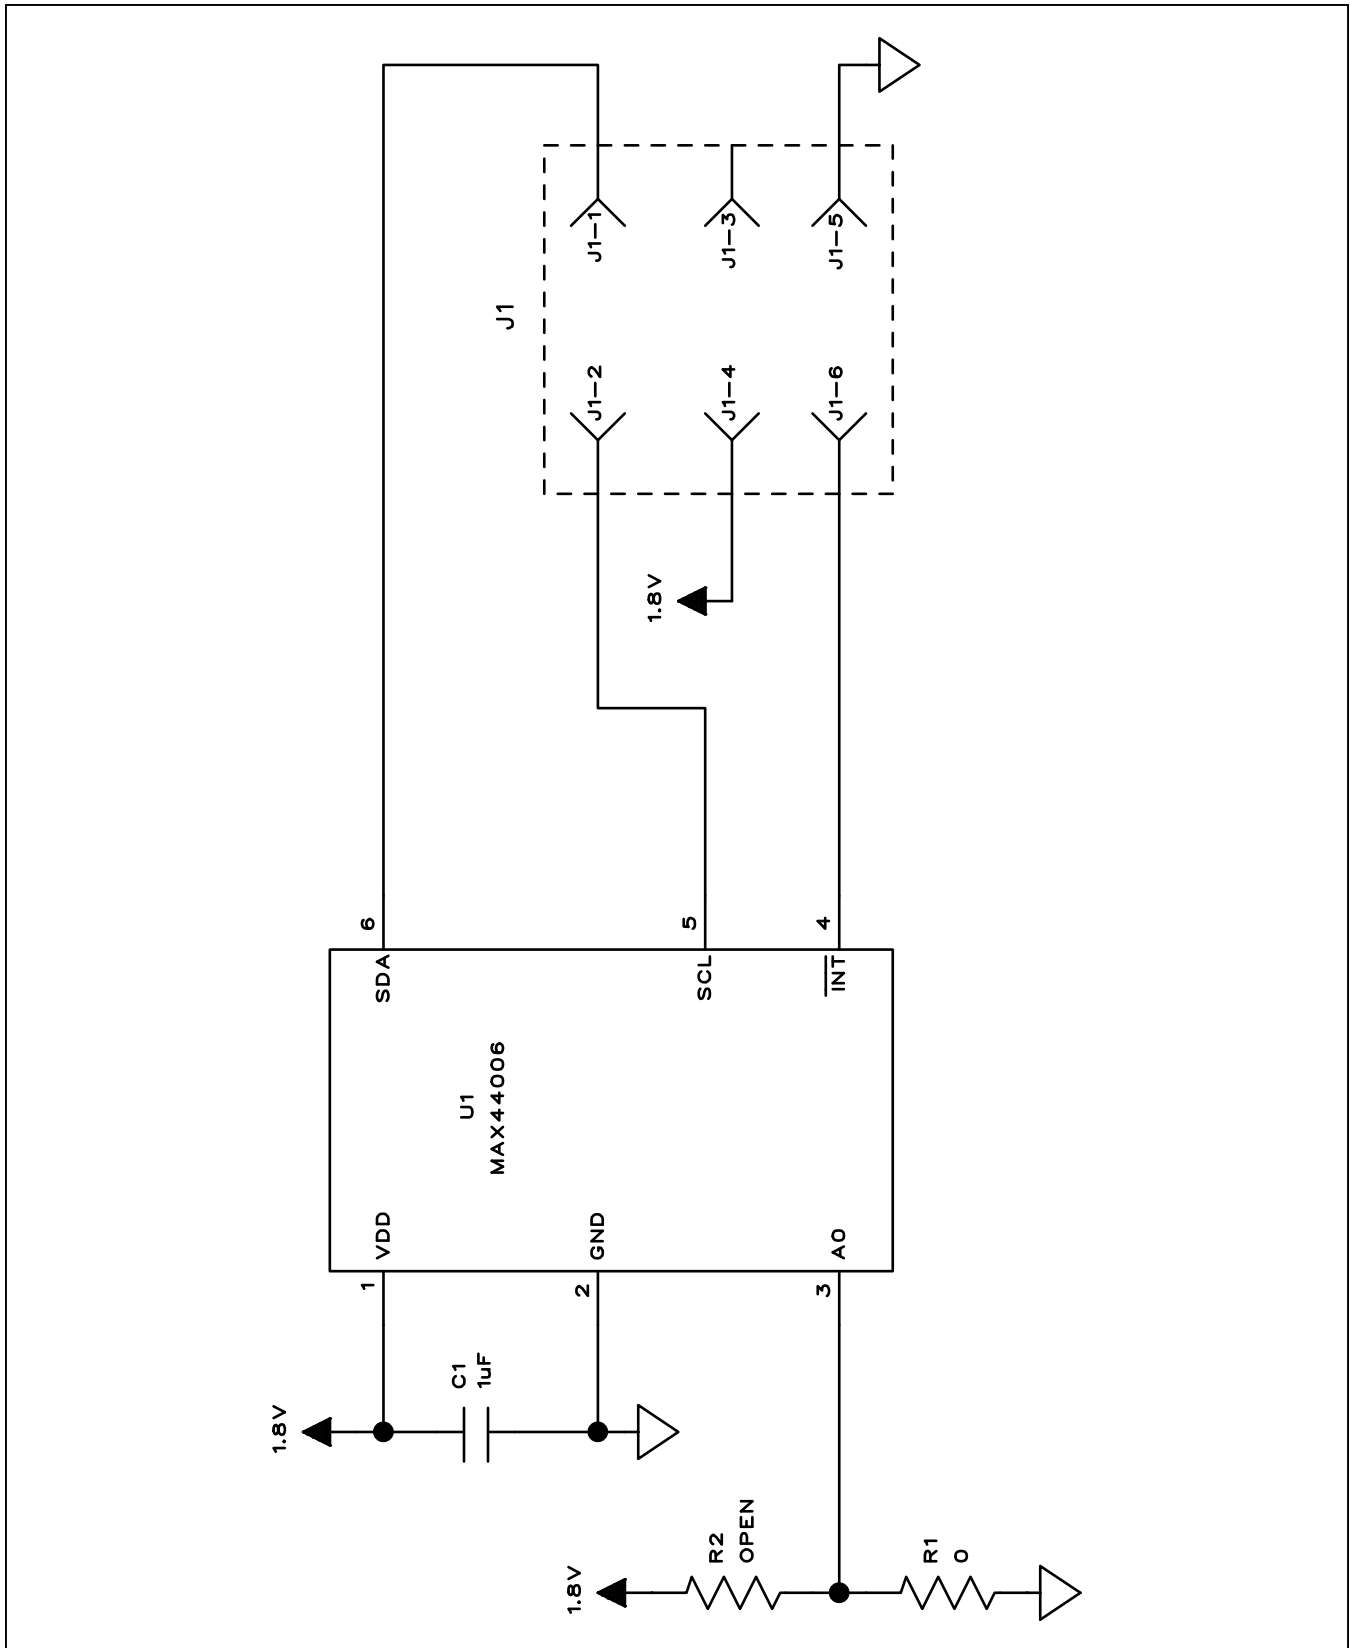 J1
J1-1
J1-3
J1-5
J1-2
J1-4
J1-6
1.8V
6
5
4
SDA
SCL
INT
U1
MAX44006
VDD
GND
A0
1
2
3
1.8V
C1
1uF
1.8V
R2
OPEN
R1
0